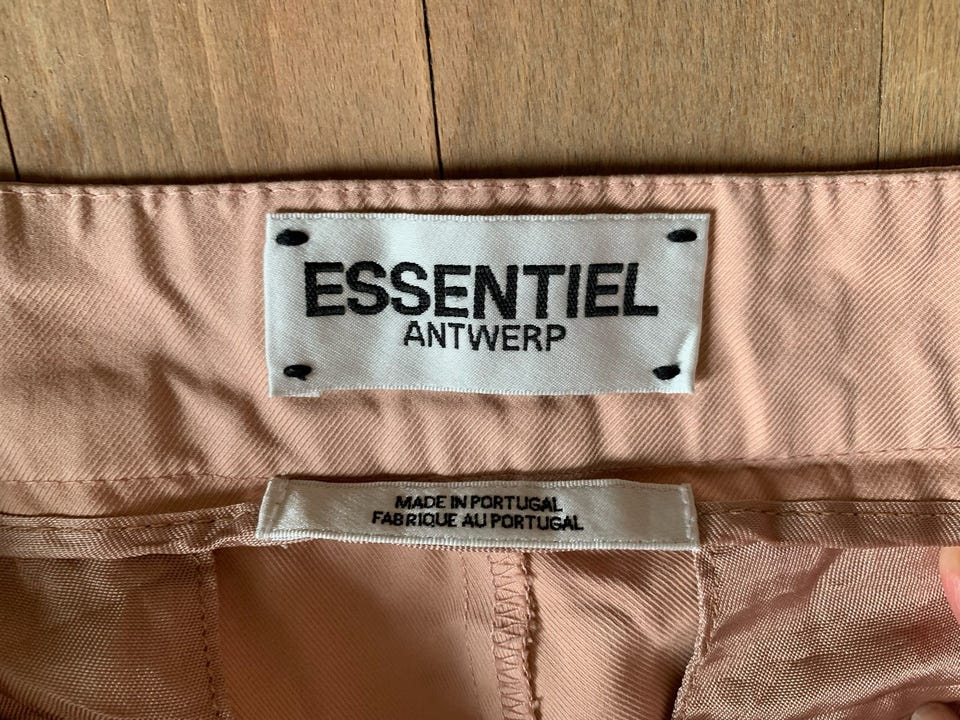 ESSENTIEL
ANTWERP
MADE IN PORTUGAL
FABRIQUE AU PORTUGAL